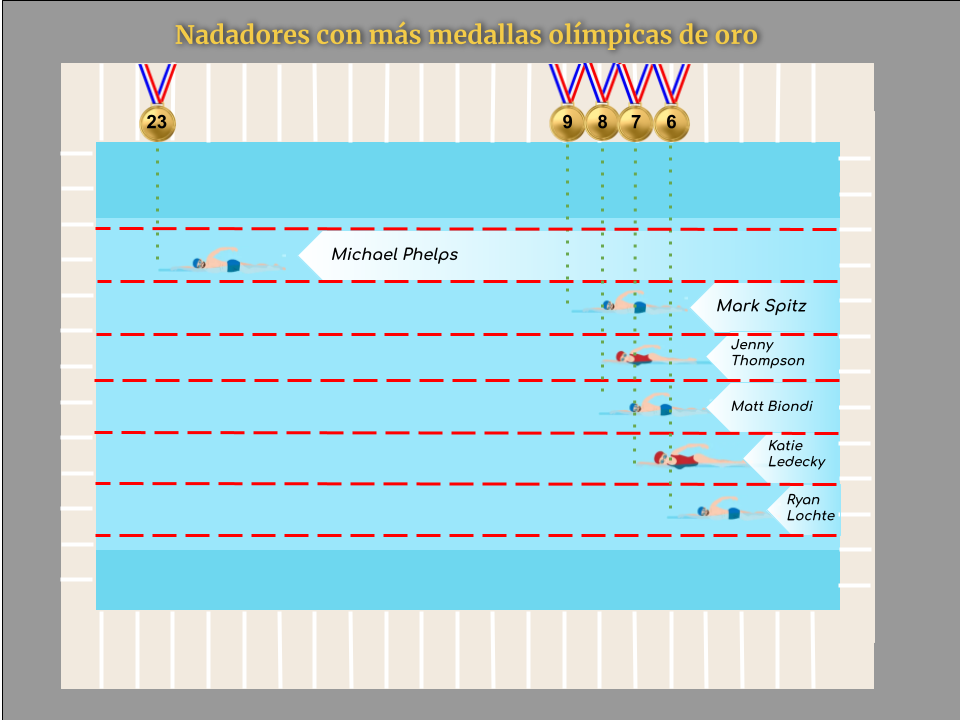 Nadadores con más medallas olímpicas de oro
23
9
8
7
6
Michael Phelps
Mark Spitz
Jenny
Thompson
Matt Biondi
Katie
Ledecky
Ryan
Lochte